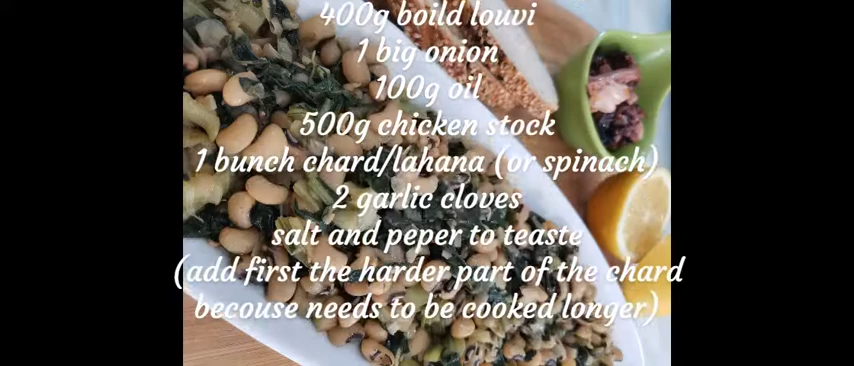 400g boild louvi
1 big onion
100g oil
500g chicken stock
1 bunch chard/lahana (or spinach)
2 garlic cloves
salt and peper to teaste
(add first the harder part of the chard
becouse needs to be cooked longer)